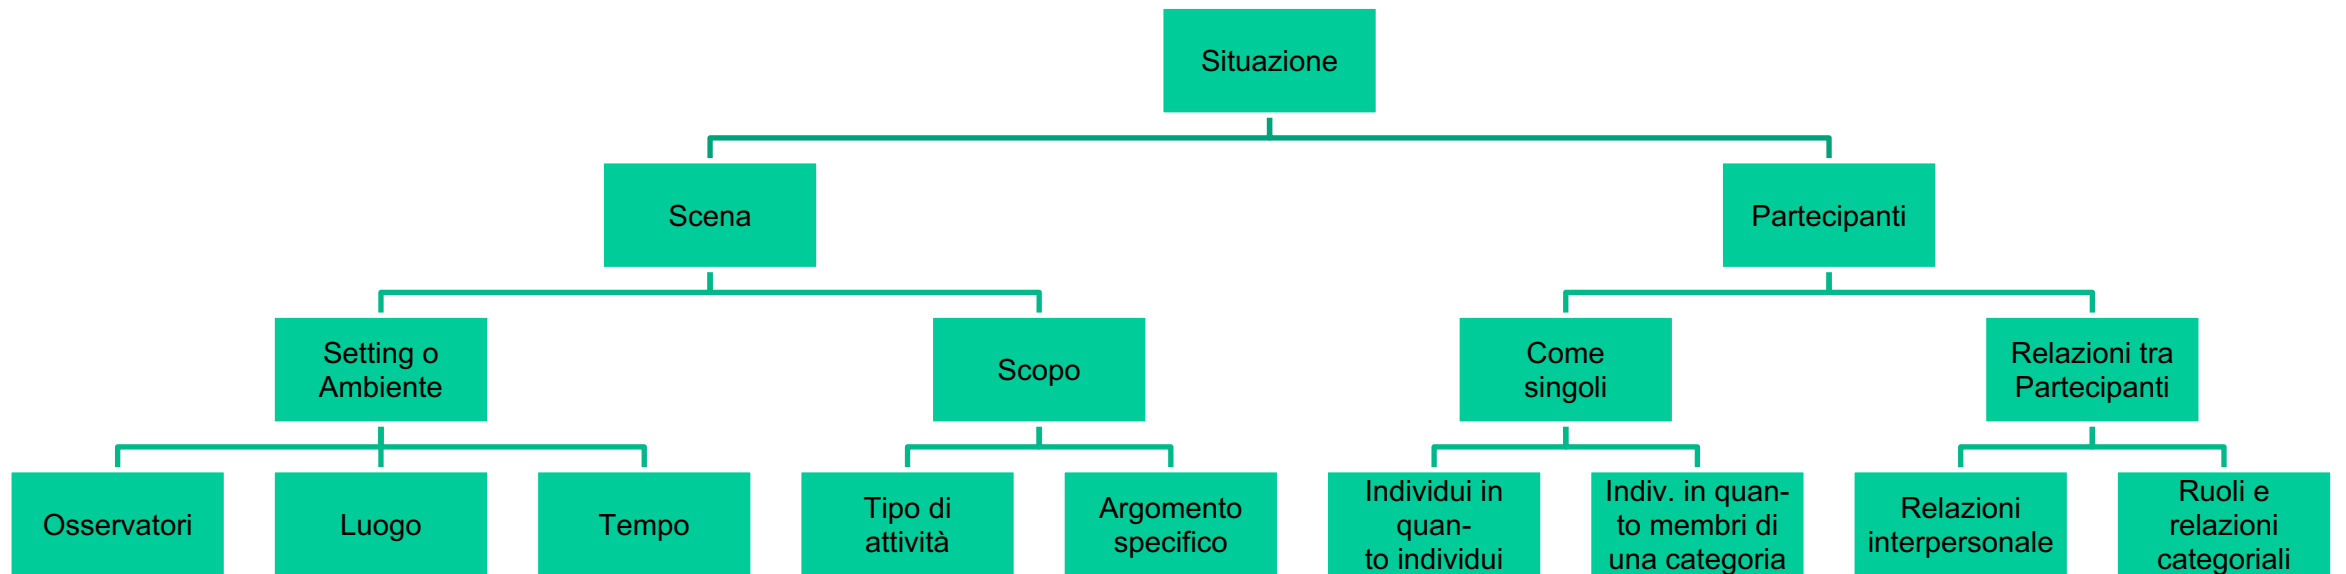 Situazione
Scena
Partecipanti
Setting o
Ambiente
Scopo
Come
singoli
Relazioni tra
Partecipanti
Osservatori
Luogo
Tempo
Tipo di
attività
Argomento
specifico
Individui in
quan-
to individui
Indiv. in quan-
to membri di
una categoria
Relazioni
interpersonale
Ruoli e
relazioni
categoriali